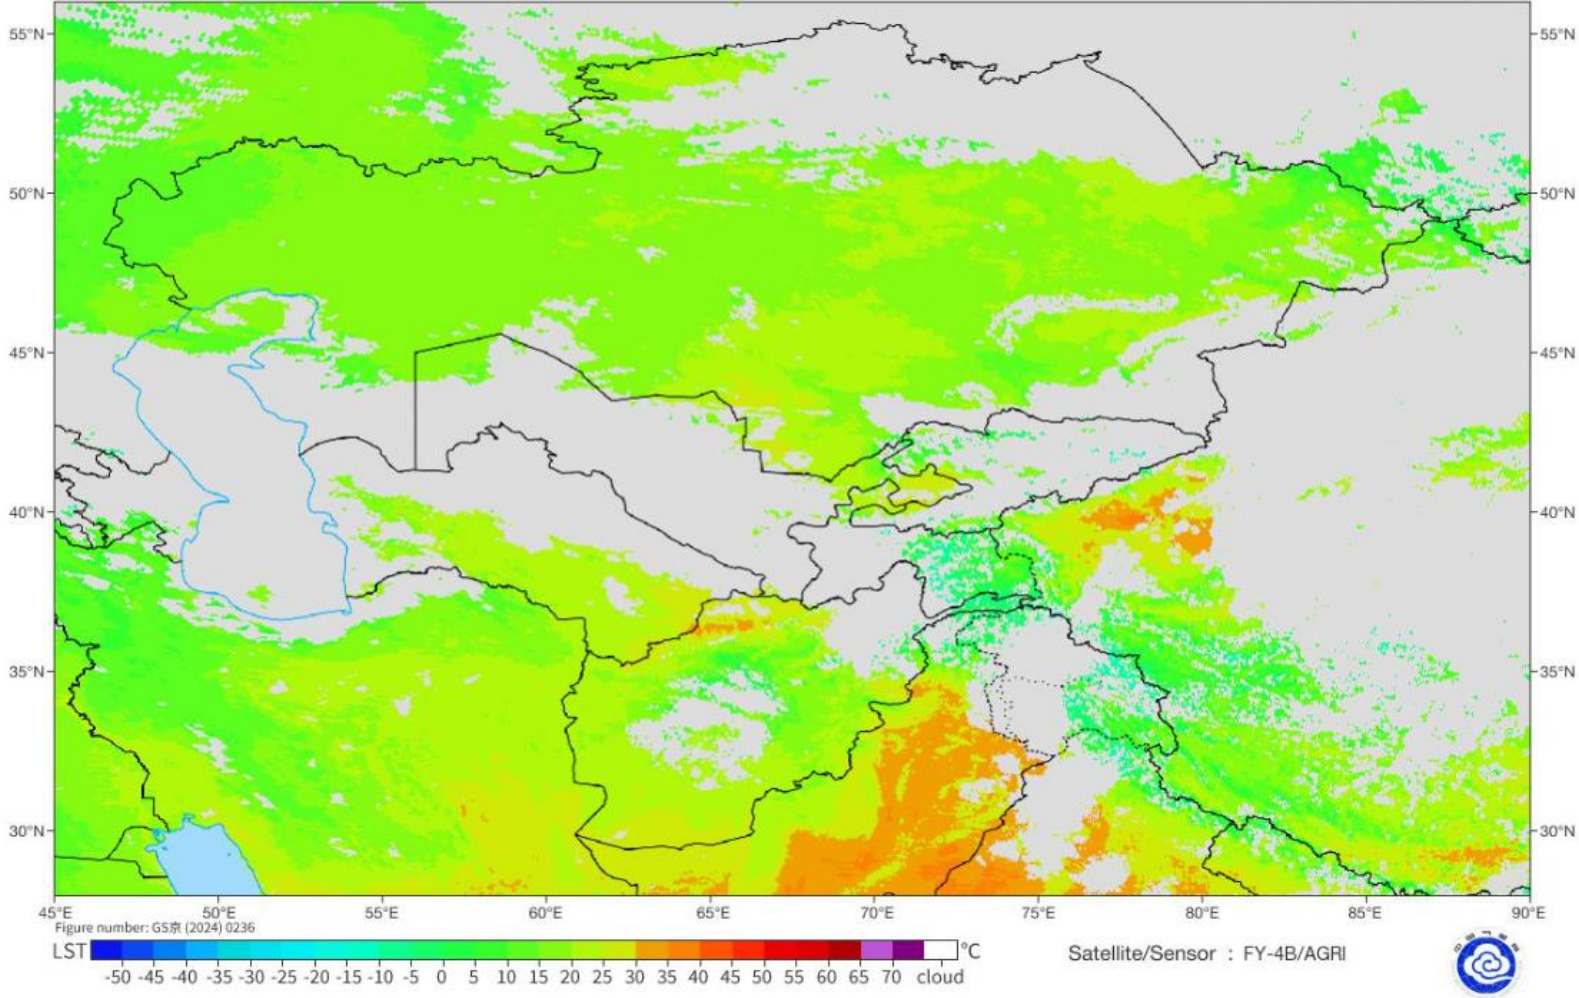 55°N 55°N
50°N 50°N
45°N 45°N
40°N 40°N
35°N 35°N
30°N 30°N
45°E 50°E 55°E 60°E 65°E 70°E 75°E 80°E 85°E 90°E
Figure number: GS京 (2024) 0236
LST °C
-50 -45 -40 -35 -30 -25 -20 -15 -10 -5 0 5 10 15 20 25 30 35 40 45 50 55 60 65 70 cloud
Satellite/Sensor : FY-4B/AGRI